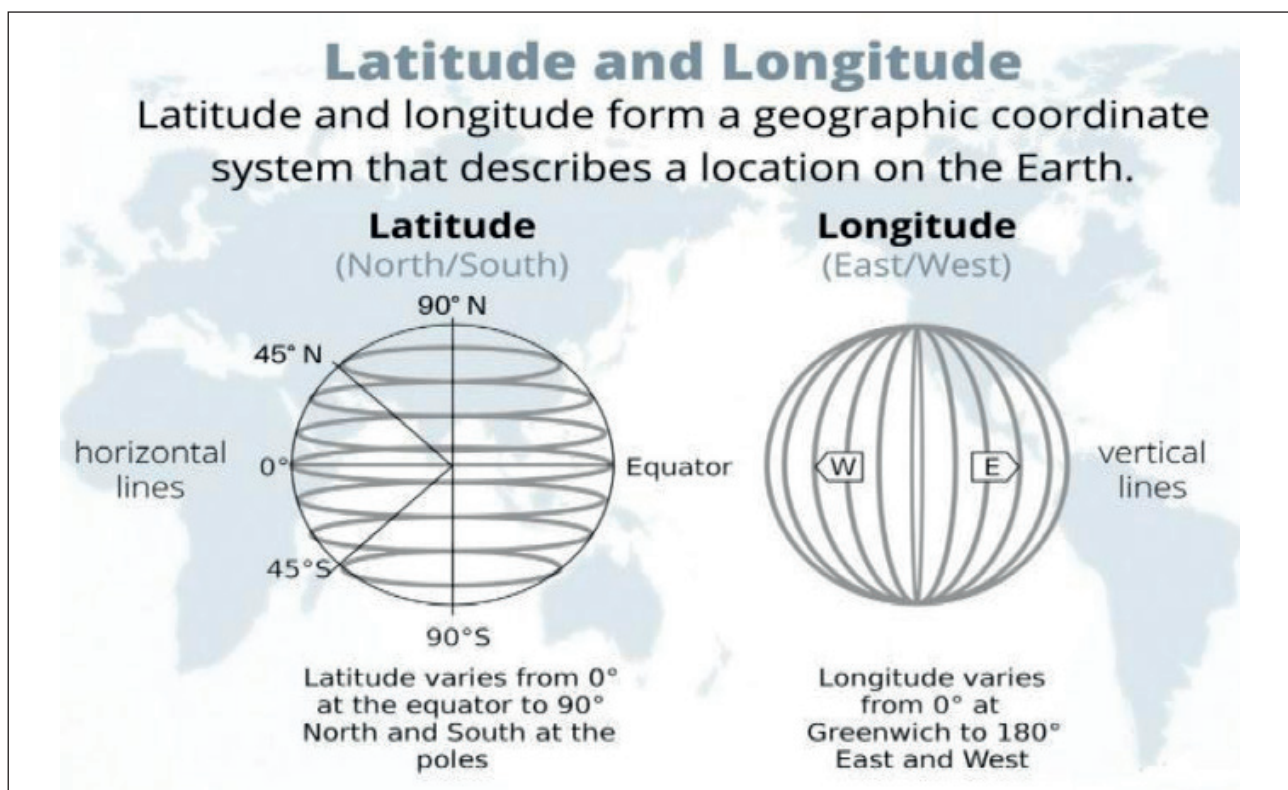 Latitude and Longitude
Latitude and longitude form a geographic coordinate
system that describes a location on the Earth.
Latitude
(North/South)
90° N
45° N
horizontal
lines
0°
Equator
45°S
90°S
Latitude varies from 0°
at the equator to 90°
North and South at the
poles
Longitude
(East/West)
W
E
vertical
lines
Longitude varies
from 0° at
Greenwich to 180°
East and West